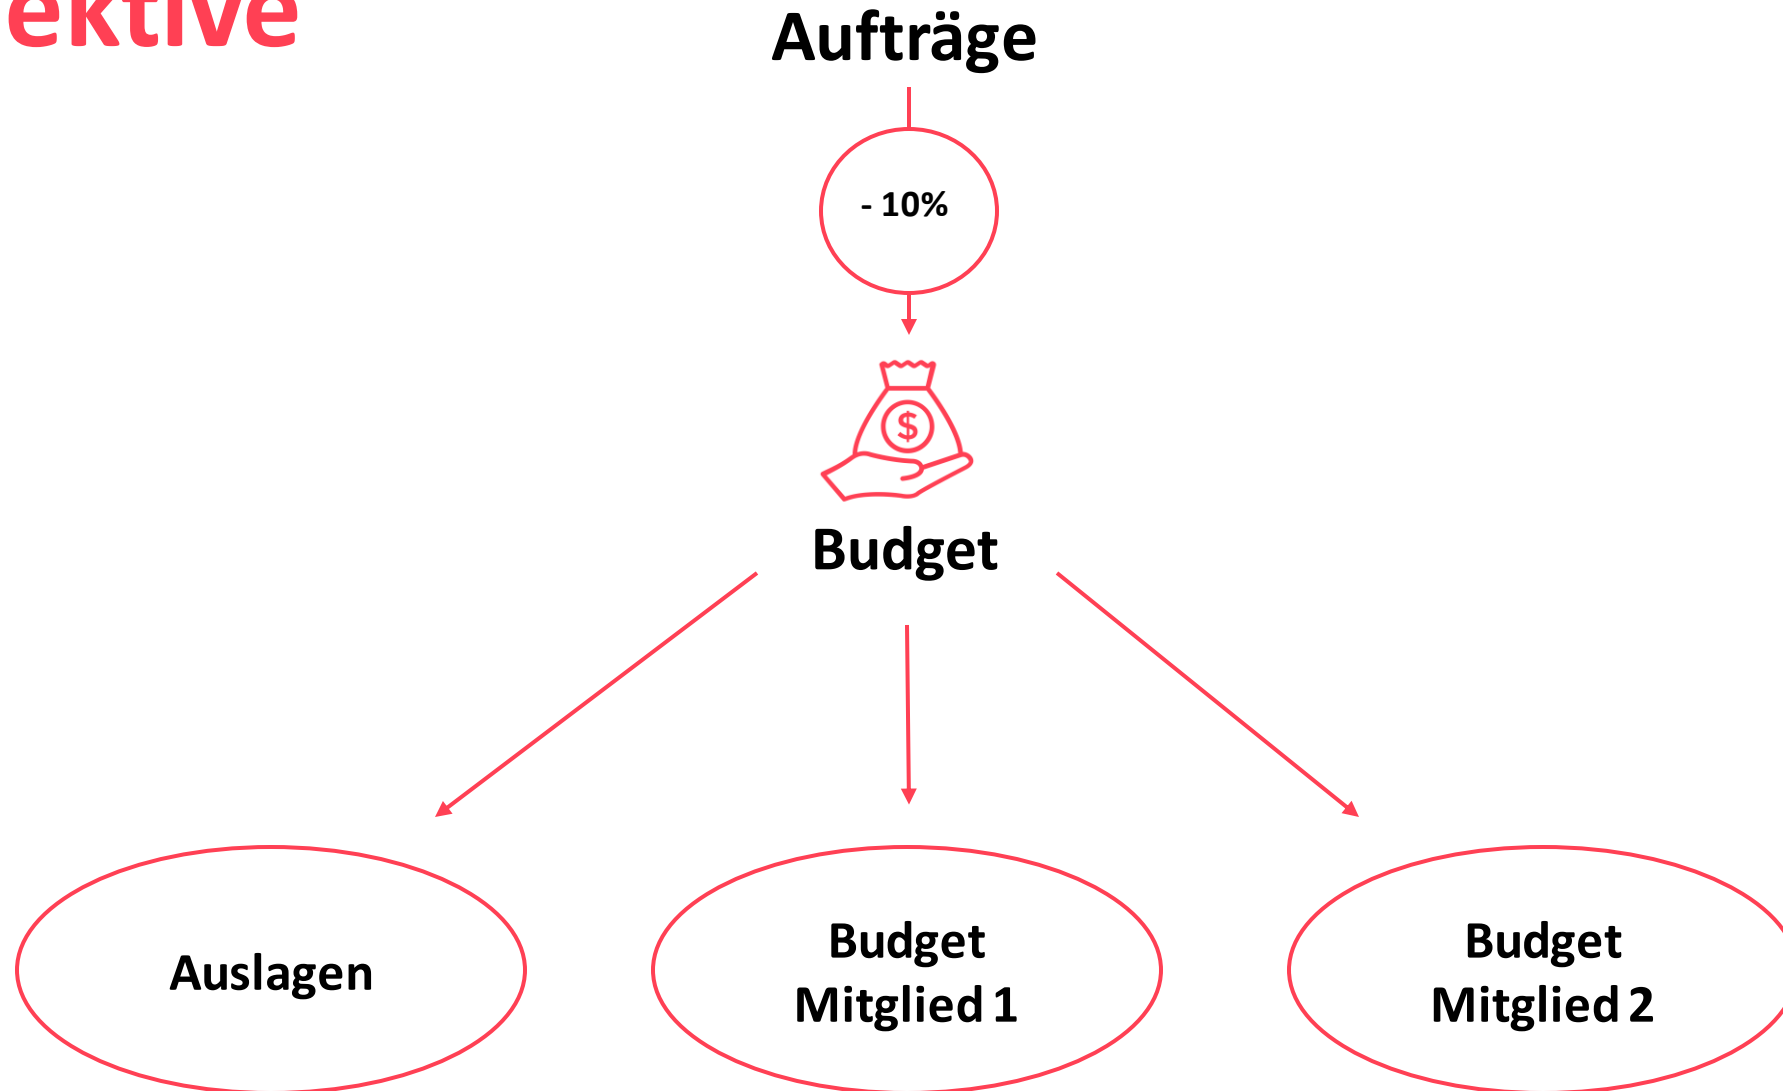 ektive
Aufträge
- 10%
$
Budget
Auslagen
Budget
Mitglied 1
Budget
Mitglied 2